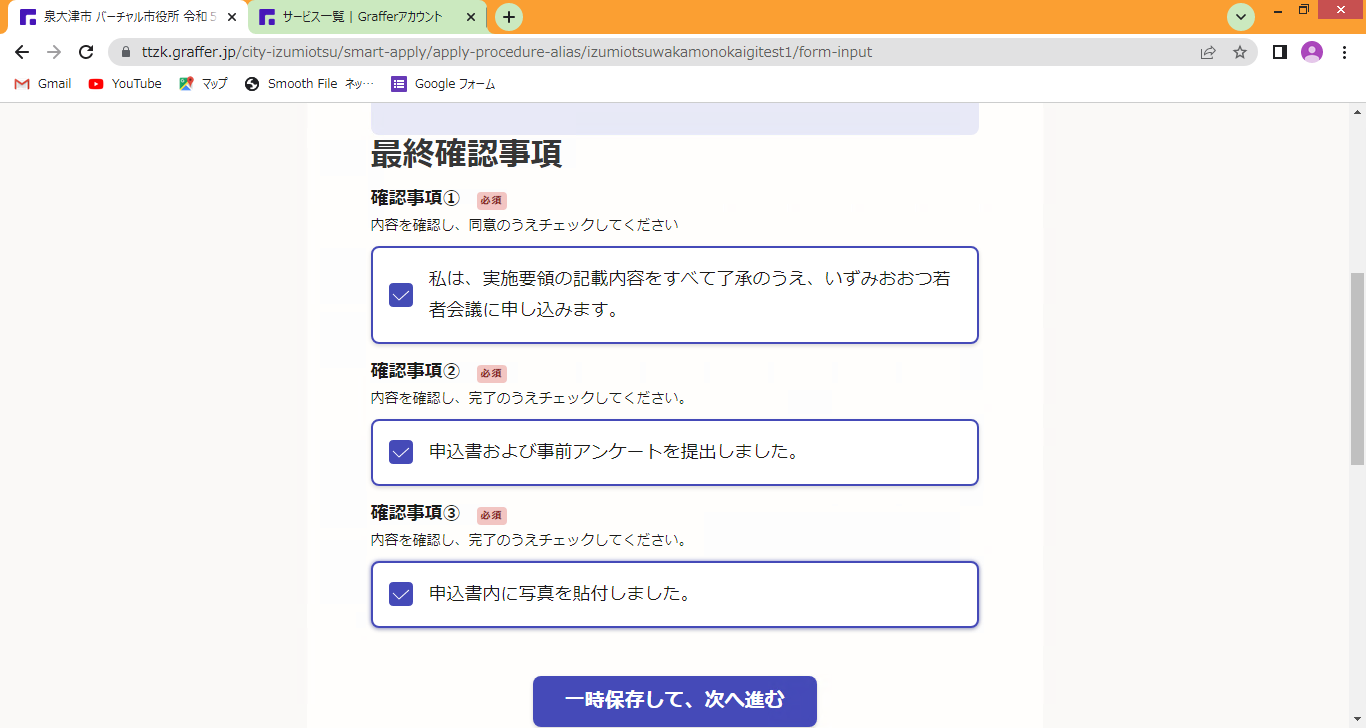 泉大津市 バーチャル市役所 令和 5
サービス一覧 | Grafferアカウント
ttzk.graffer.jp/city-izumiotsu/smart-apply/apply-procedure-alias/izumiotsuwakamonokaigitest1/form-input
Gmail
YouTube
マップ
Smooth File ネッ…
Google フォーム
最終確認事項
確認事項① 必須
内容を確認し、同意のうえチェックしてください
私は、実施要領の記載内容をすべて了承のうえ、いずみおおつ若
者会議に申し込みます。
確認事項② 必須
内容を確認し、完了のうえチェックしてください。
申込書および事前アンケートを提出しました。
確認事項③ 必須
内容を確認し、完了のうえチェックしてください。
申込書内に写真を貼付しました。
一時保存して、次へ進む